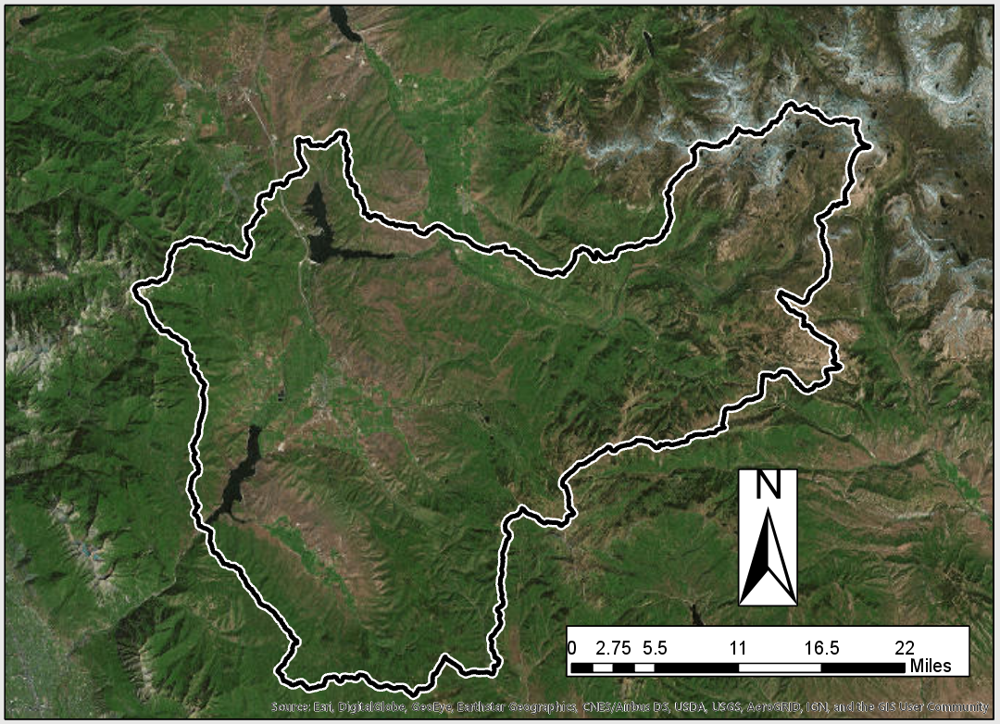 N
0 2.75 5.5 11 16.5 22
Miles
Source: Esri, DigitalGlobe, GeoEye, Earthstar Geographics, CNES/Airbus DS, USDA, USGS, AeroGRID, IGN, and the GIS User Community